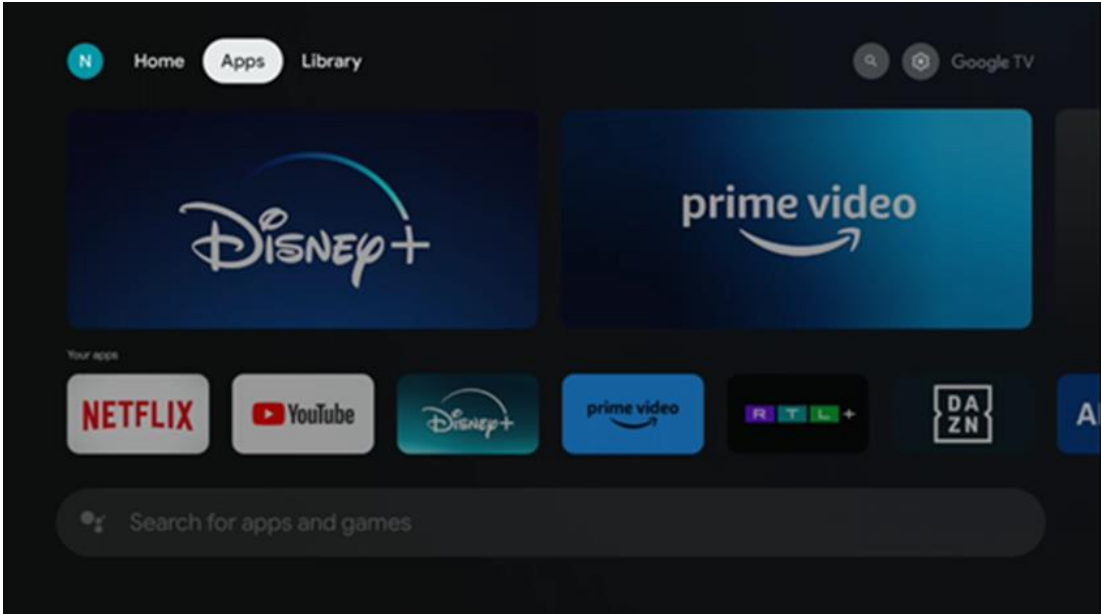 N Home Apps Library Google TV
Disney+
prime video
Your apps
NETFLIX YouTube Disney+ prime video RTL+ DAZN A
Search for apps and games